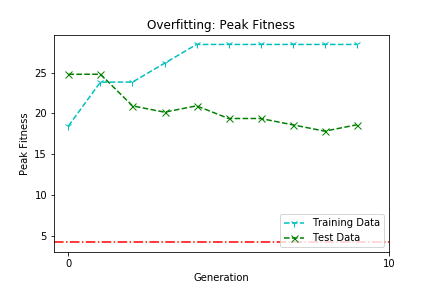 Overfitting: Peak Fitness
Peak Fitness
25
20
15
10
5
Training Data
Test Data
0
10
Generation